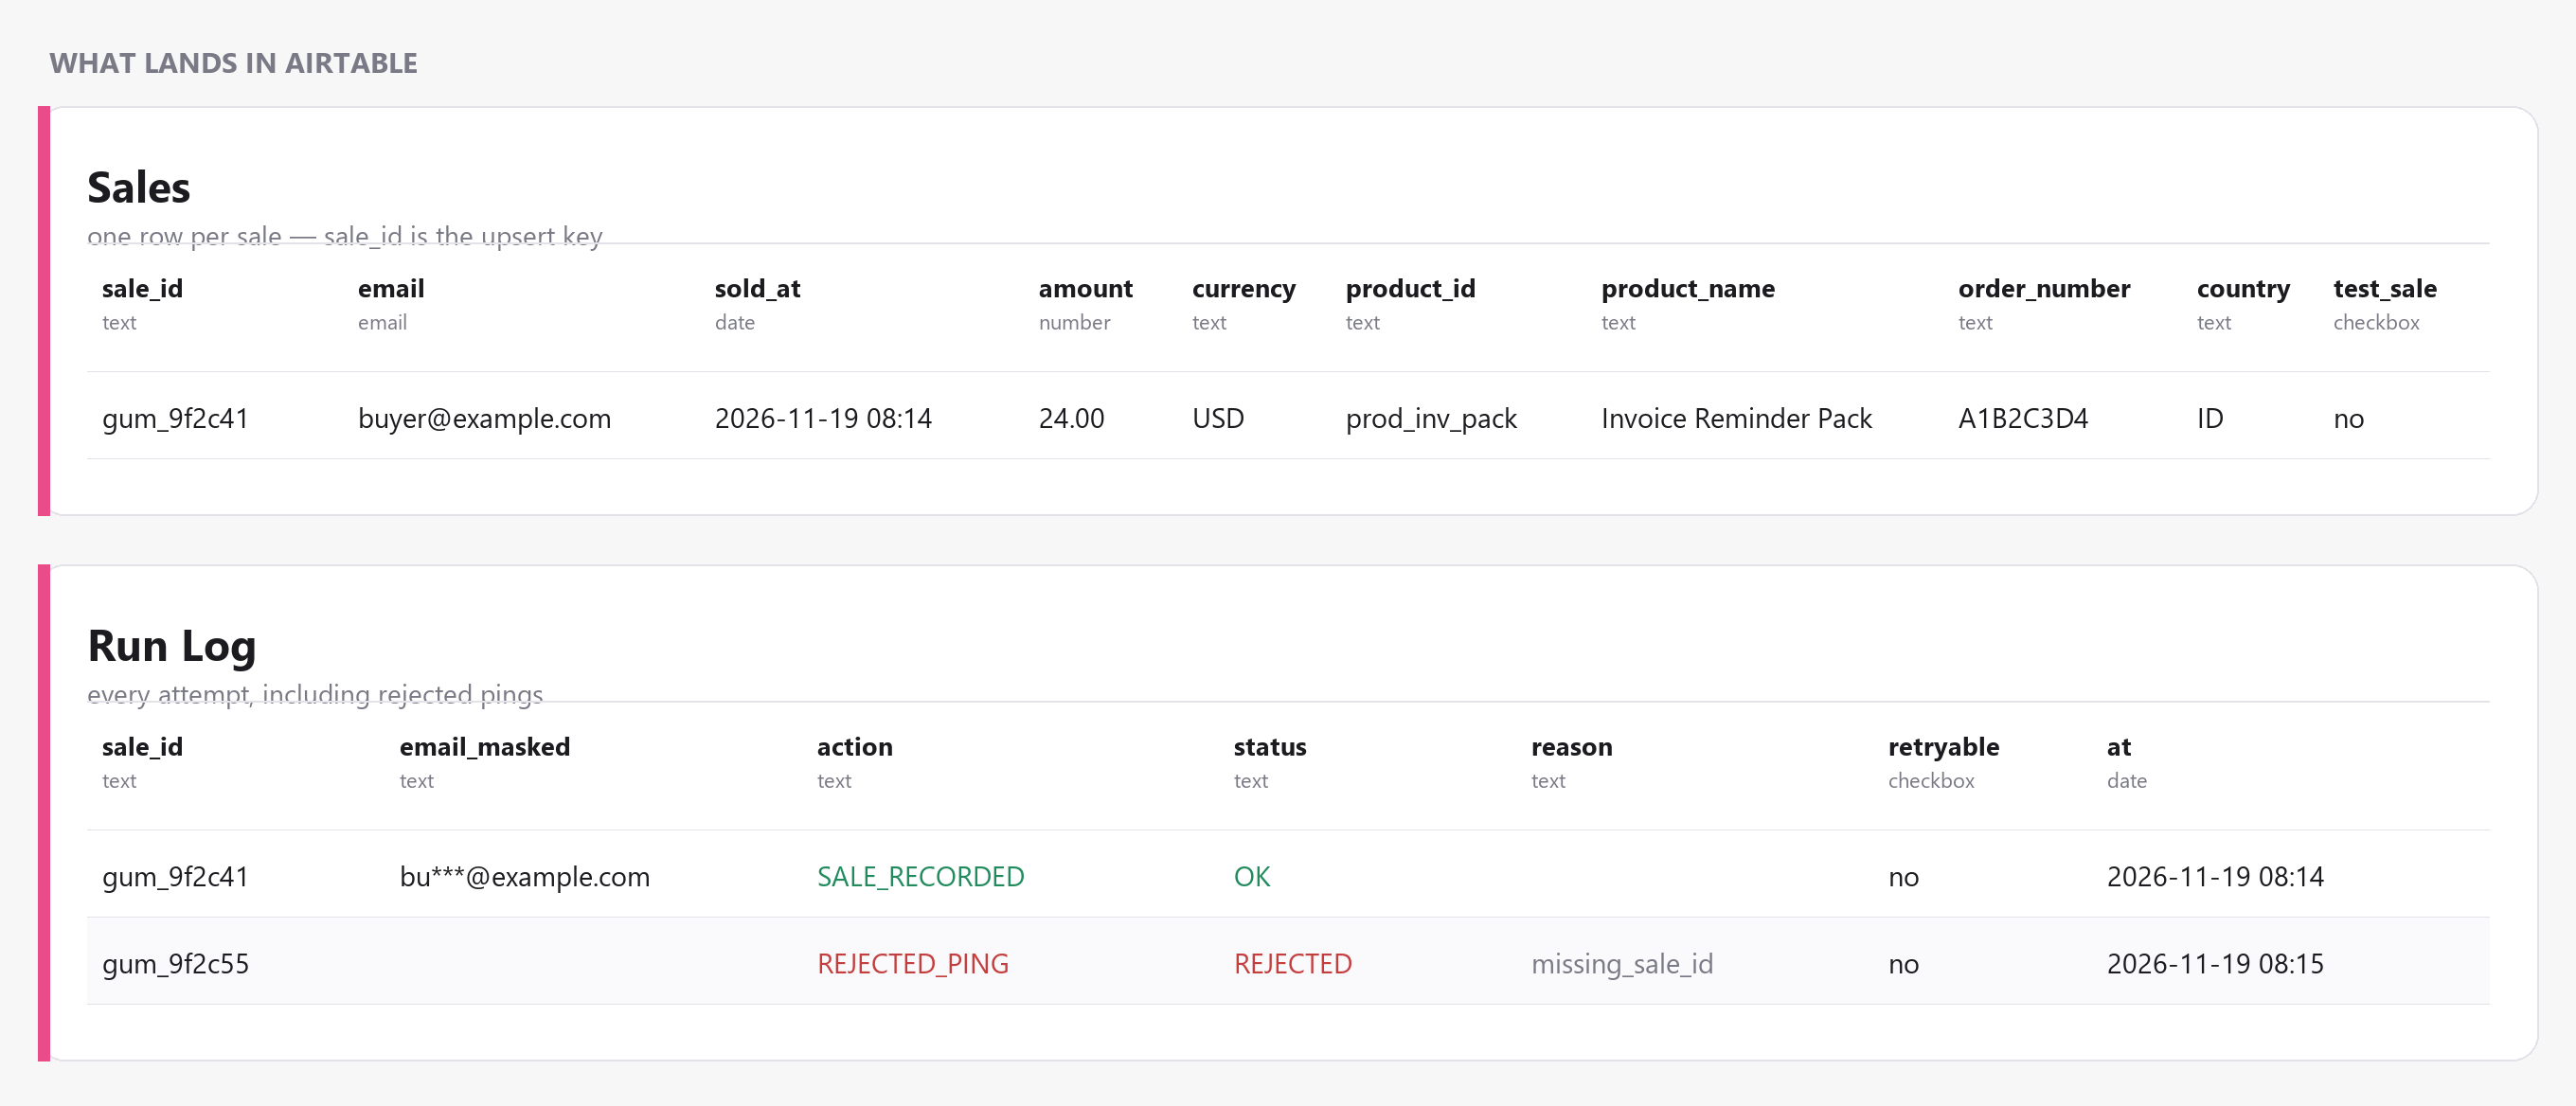 WHAT LANDS IN AIRTABLE
Sales
one row per sale — sale_id is the upsert key
sale_id email sold_at amount currency product_id product_name order_number country test_sale
text email date number text text text text text checkbox
gum_9f2c41 buyer@example.com 2026-11-19 08:14 24.00 USD prod_inv_pack Invoice Reminder Pack A1B2C3D4 ID no
Run Log
every attempt, including rejected pings
sale_id email_masked action status reason retryable at
text text text text text checkbox date
gum_9f2c41 bu***@example.com SALE_RECORDED OK no 2026-11-19 08:14
gum_9f2c55 REJECTED_PING REJECTED missing_sale_id no 2026-11-19 08:15